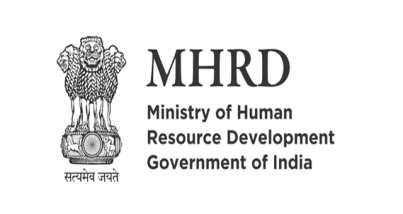 MHRD
Ministry of Human
Resource Development
Government of India
सत्यमेव जयते